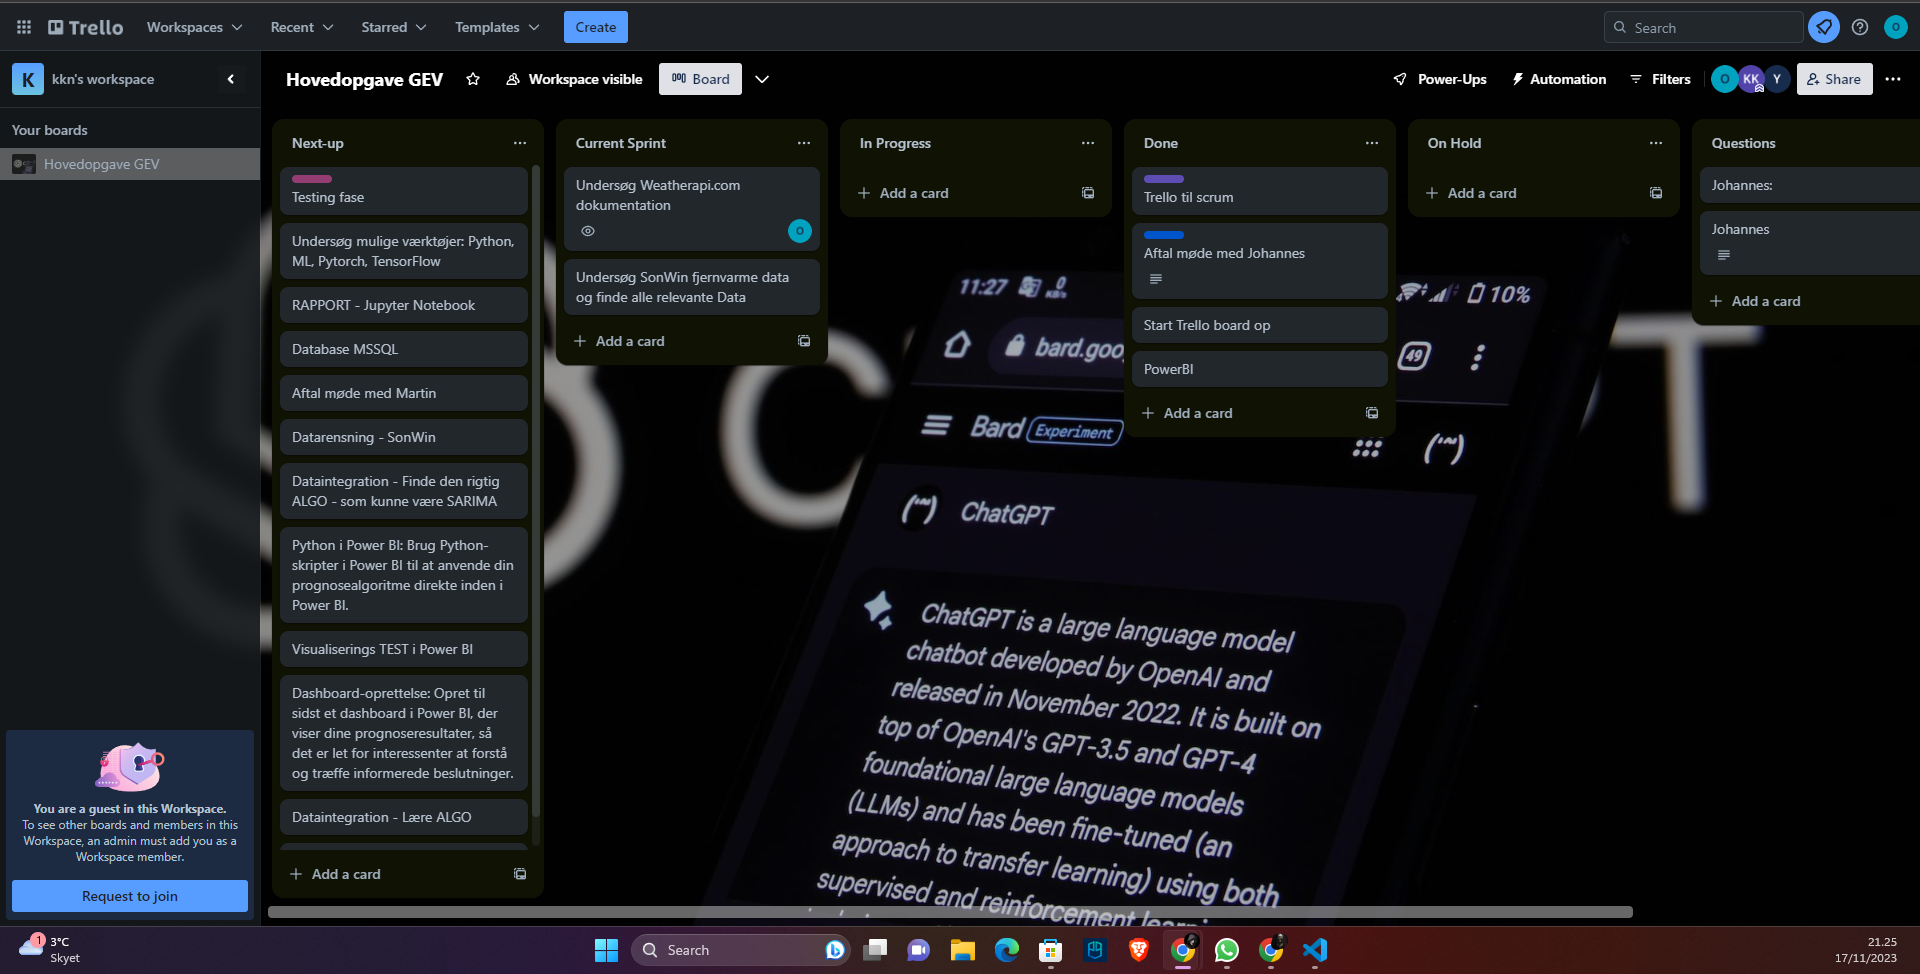 Trello
Workspaces
Recent
Starred
Templates
Create
Search
O
K
kkn's workspace
Hovedopgave GEV
Workspace visible
Board
Power-Ups
Automation
Filters
O
KK
Y
Share
Your boards
Hovedopgave GEV
You are a guest in this Workspace.
To see other boards and members in this
Workspace, an admin must add you as a
Workspace member.
Request to join
Next-up
Testing fase
Undersøg mulige værktøjer: Python,
ML, Pytorch, TensorFlow
RAPPORT - Jupyter Notebook
Database MSSQL
Aftal møde med Martin
Datarensning - SonWin
Dataintegration - Finde den rigtig
ALGO - som kunne være SARIMA
Python i Power BI: Brug Python-
skripter i Power BI til at anvende din
prognosealgoritme direkte inden i
Power BI.
Visualiserings TEST i Power BI
Dashboard-oprettelse: Opret til
sidst et dashboard i Power BI, der
viser dine prognoseresultater, så
det er let for interessenter at forstå
og træffe informerede beslutninger.
Dataintegration - Lære ALGO
Add a card
Current Sprint
Undersøg Weatherapi.com
dokumentation
O
Undersøg SonWin fjernvarme data
og finde alle relevante Data
Add a card
In Progress
Add a card
Done
Trello til scrum
Aftal møde med Johannes
Start Trello board op
PowerBI
Add a card
On Hold
Add a card
Questions
Johannes:
Johannes
Add a card
11:27
0
KB/s
10%
bard.goo
49
Bard Experiment
ChatGPT
ChatGPT is a large language model
chatbot developed by OpenAI and
released in November 2022. It is built on
top of OpenAI's GPT-3.5 and GPT-4
foundational large language models
(LLMs) and has been fine-tuned (an
approach to transfer learning) using both
supervised and reinforcement
1
3°C
Skyet
Search
21.25
17/11/2023